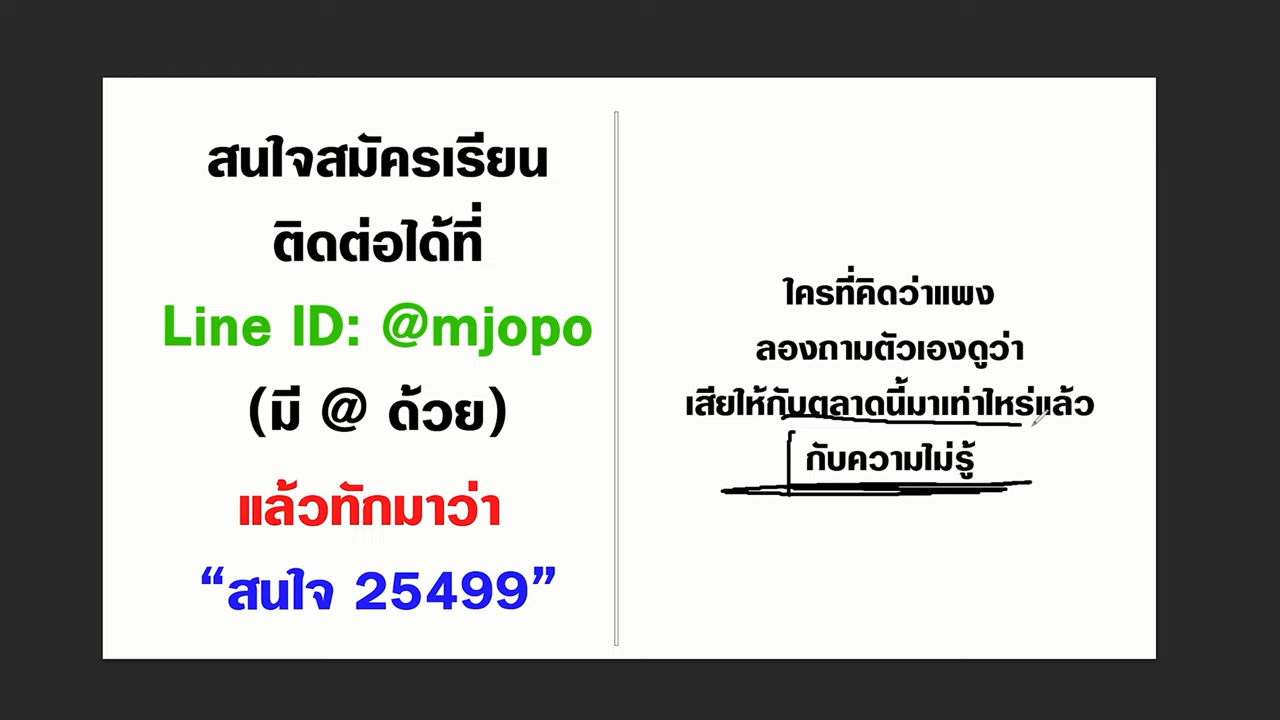 สนใจสมัครเรียน
ติดต่อได้ที่
Line ID: @mjopo
(มี @ ด้วย)
แล้วทักมาว่า
“สนใจ 25499”
ใครที่คิดว่าแพง
ลองถามตัวเองดูว่า
เสียให้กับตลาดนี้มาเท่าไหร่แล้ว
กับความไม่รู้